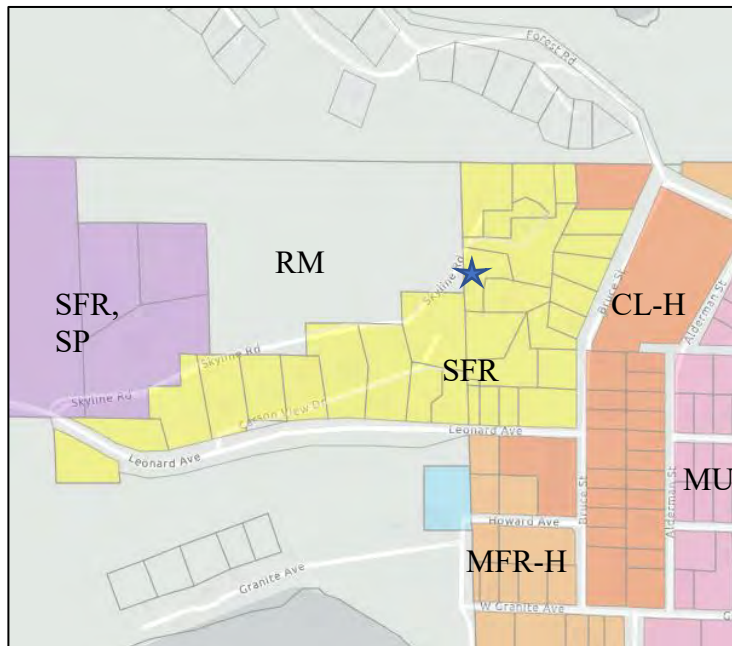 Forest Rd
RM
Skyline Rd
SFR,
SP
Bruce St
CL-H
Alderman St
Skyline Rd
SFR
Skyline Rd
Carson View Dr
Leonard Ave
Leonard Ave
Bruce St
Alderman St
MU
Howard Ave
MFR-H
Granite Ave
W Granite Ave
G